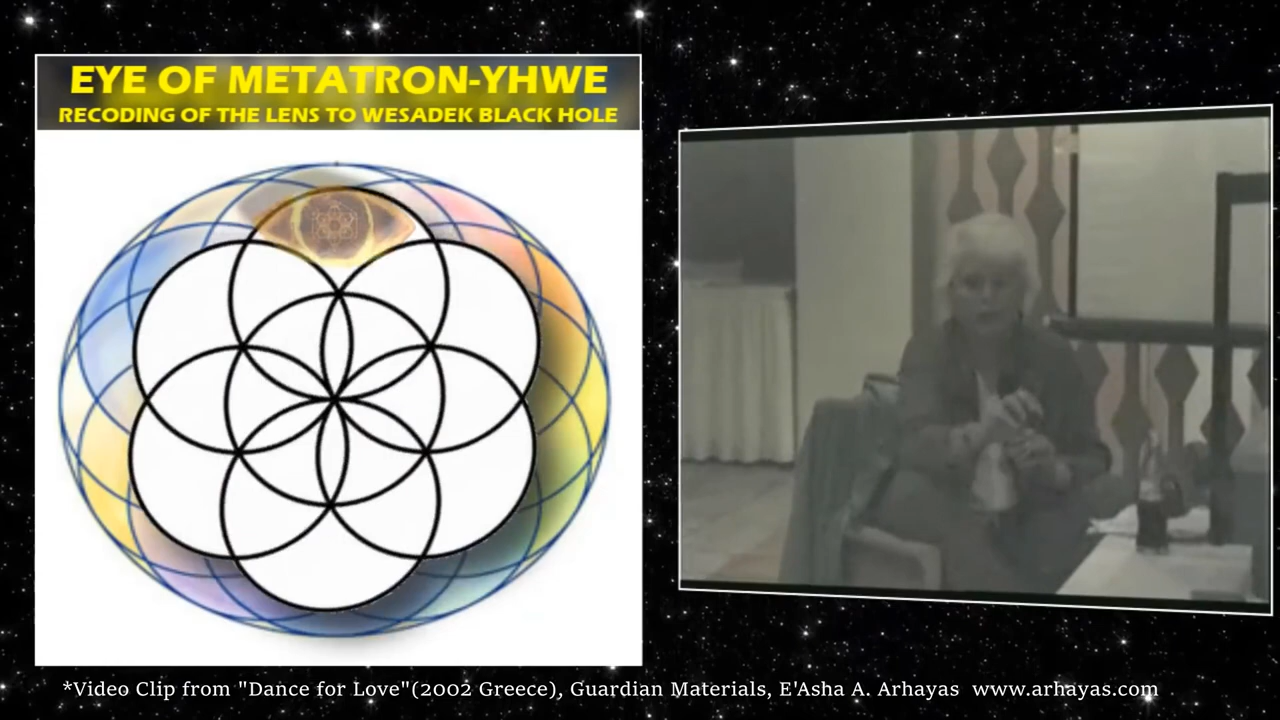 EYE OF METATRON-YHWE
RECODING OF THE LENS TO WESADEK BLACK HOLE
*Video Clip from "Dance for Love"(2002 Greece), Guardian Materials, E'Asha A. Arhayas  www.arhayas.com